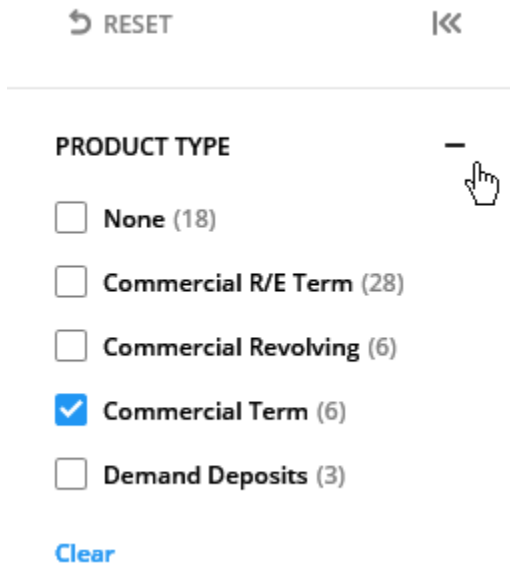 RESET
PRODUCT TYPE
None (18)
Commercial R/E Term (28)
Commercial Revolving (6)
Commercial Term (6)
Demand Deposits (3)
Clear